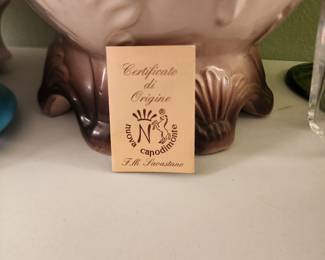 Certificato
di
Origine
N
nuova capodimonte
F.lli Savastano